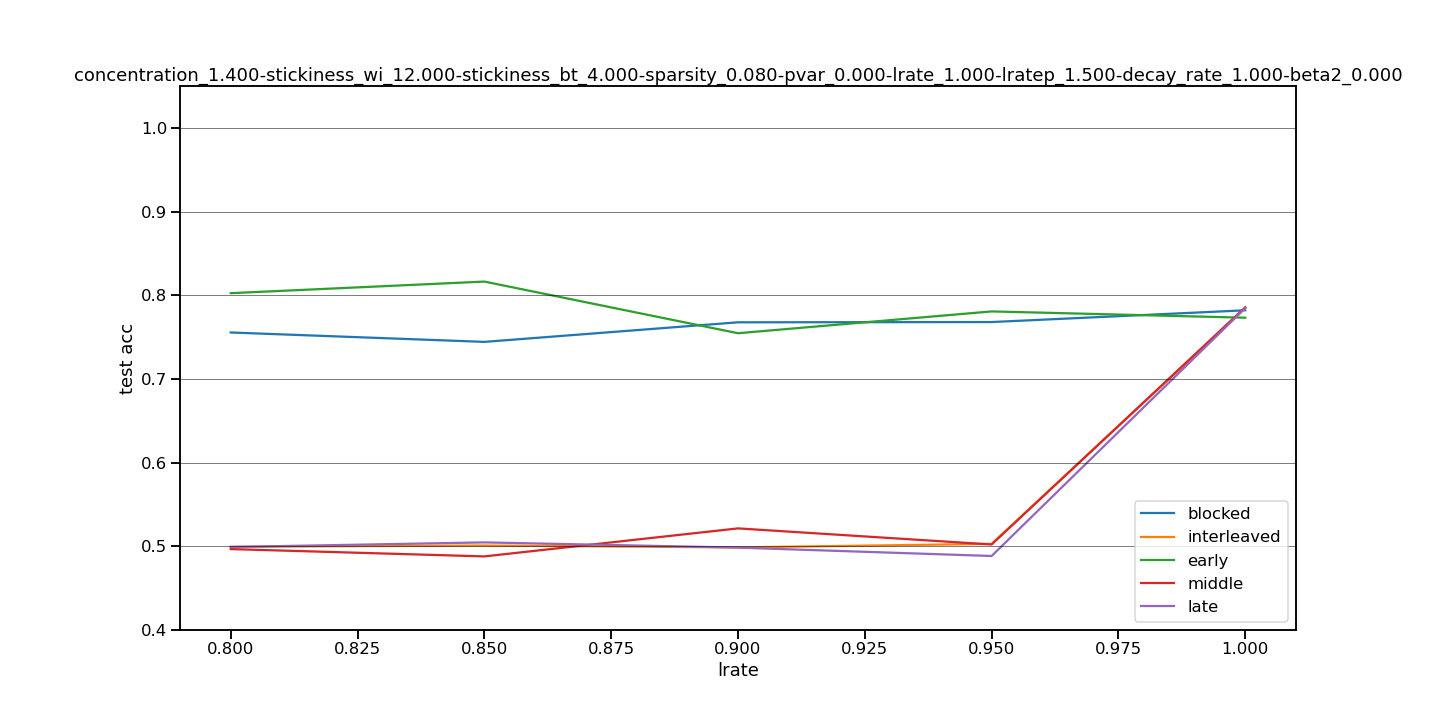 concentration_1.400-stickiness_wi_12.000-stickiness_bt_4.000-sparsity_0.080-pvar_0.000-lrate_1.000-lratep_1.500-decay_rate_1.000-beta2_0.000
1.0
0.9
0.8
0.7
0.6
0.5
0.4
test acc
blocked
interleaved
early
middle
late
0.800 0.825 0.850 0.875 0.900 0.925 0.950 0.975 1.000
lrate